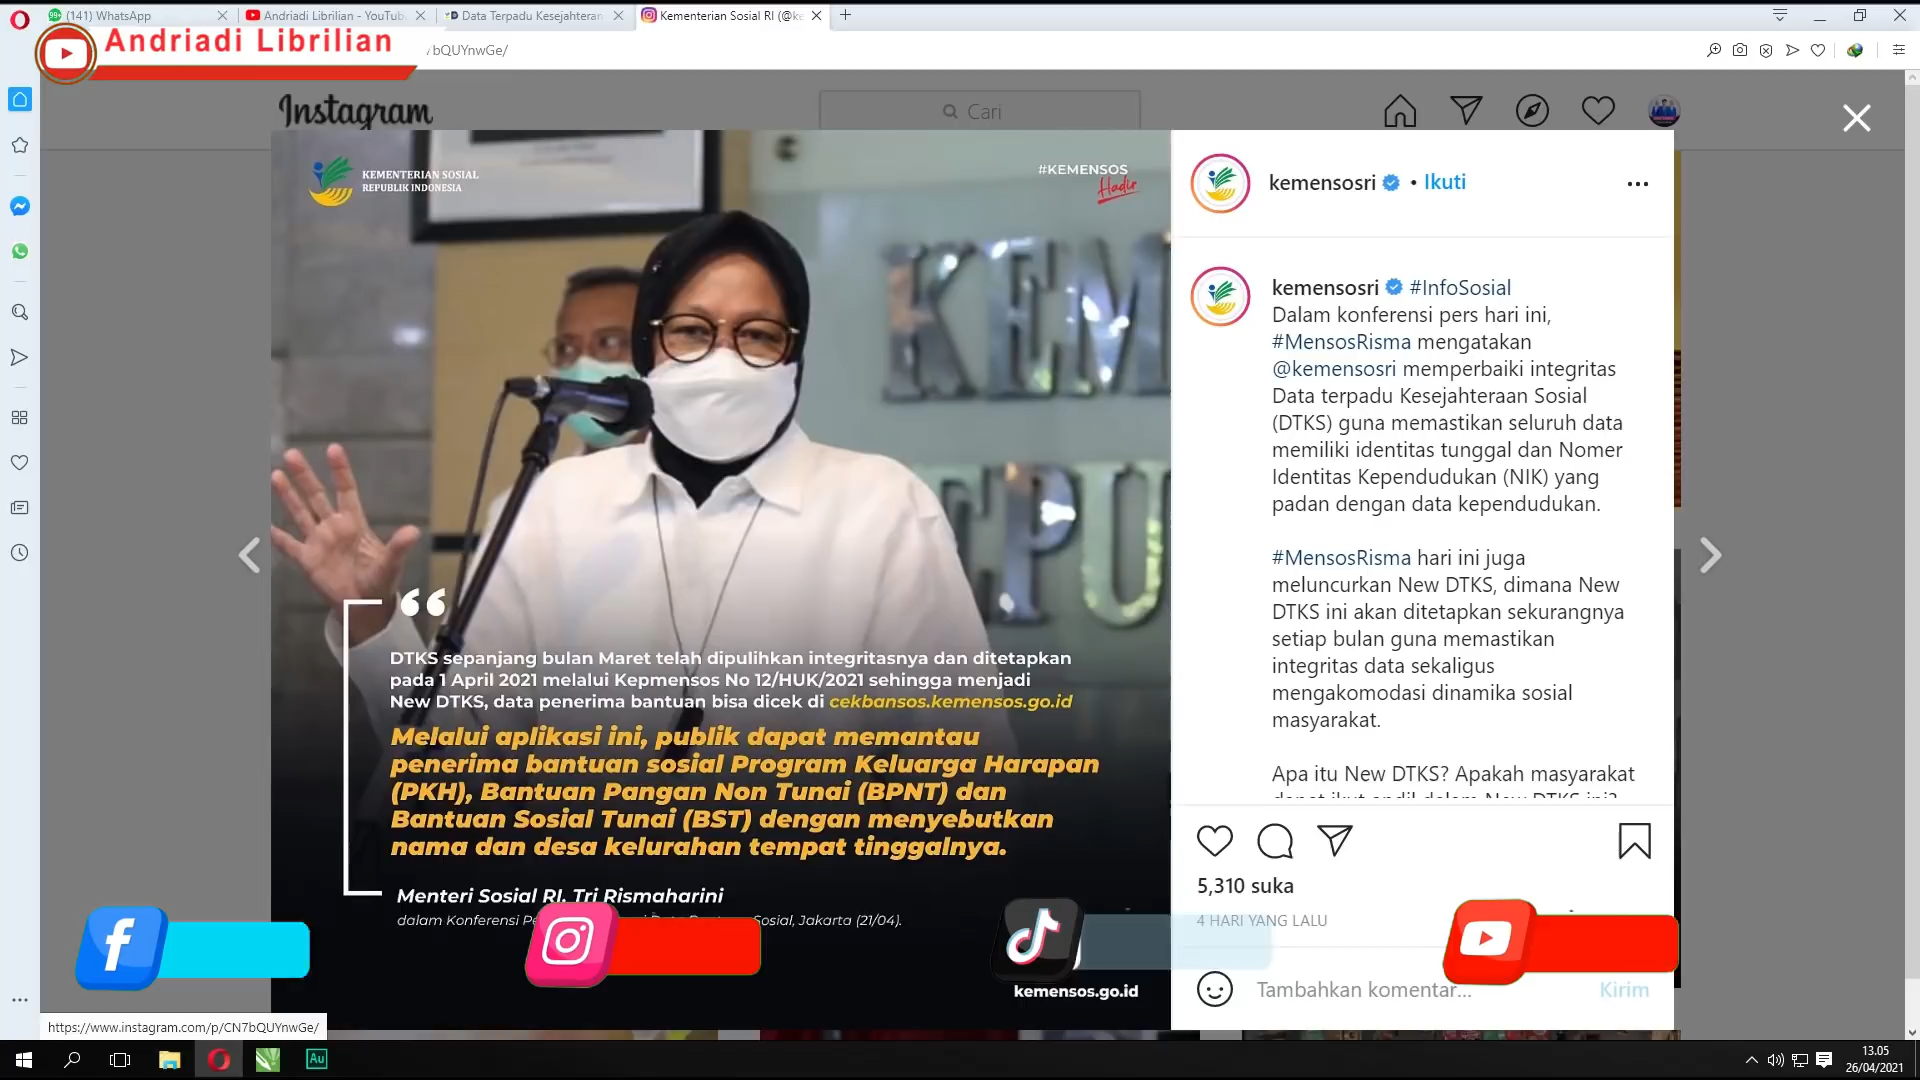 (141) WhatsApp
Andriadi Librilian - YouTub
Data Terpadu Kesejahteran
Kementerian Sosial RI (@ke
Andriadi Librilian
bQUYnwGe/
Instagram
Cari
KEMENTERIAN SOSIAL
REPUBLIK INDONESIA
#KEMENSOS
Hadir
DTKS sepanjang bulan Maret telah dipulihkan integritasnya dan ditetapkan
pada 1 April 2021 melalui Kepmensos No 12/HUK/2021 sehingga menjadi
New DTKS, data penerima bantuan bisa dicek di cekbansos.kemensos.go.id
Melalui aplikasi ini, publik dapat memantau
penerima bantuan sosial Program Keluarga Harapan
(PKH), Bantuan Pangan Non Tunai (BPNT) dan
Bantuan Sosial Tunai (BST) dengan menyebutkan
nama dan desa kelurahan tempat tinggalnya.
Menteri Sosial RI, Tri Rismaharini
dalam Konferensi Sosial, Jakarta (21/04).
kemensos.go.id
kemensosri • Ikuti
kemensosri #InfoSosial
Dalam konferensi pers hari ini,
#MensosRisma mengatakan
@kemensosri memperbaiki integritas
Data terpadu Kesejahteraan Sosial
(DTKS) guna memastikan seluruh data
memiliki identitas tunggal dan Nomer
Identitas Kependudukan (NIK) yang
padan dengan data kependudukan.
#MensosRisma hari ini juga
meluncurkan New DTKS, dimana New
DTKS ini akan ditetapkan sekurangnya
setiap bulan guna memastikan
integritas data sekaligus
mengakomodasi dinamika sosial
masyarakat.
Apa itu New DTKS? Apakah masyarakat
dapat ikut andil dalam New DTKS ini?
5,310 suka
4 HARI YANG LALU
Tambahkan komentar...
Kirim
https://www.instagram.com/p/CN7bQUYnwGe/
Au
13.05
26/04/2021